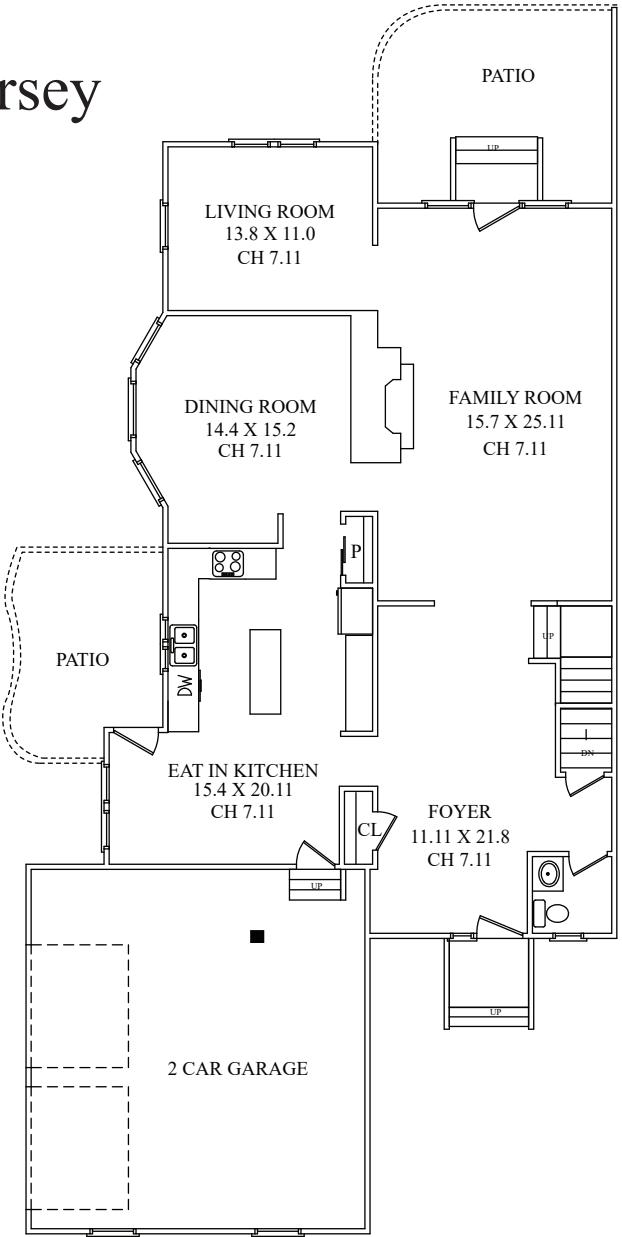 rsey
PATIO
UP
LIVING ROOM
13.8 X 11.0
CH 7.11
DINING ROOM
14.4 X 15.2
CH 7.11
FAMILY ROOM
15.7 X 25.11
CH 7.11
P
UP
PATIO
DW
DN
EAT IN KITCHEN
15.4 X 20.11
CH 7.11
CL
FOYER
11.11 X 21.8
CH 7.11
UP
UP
2 CAR GARAGE